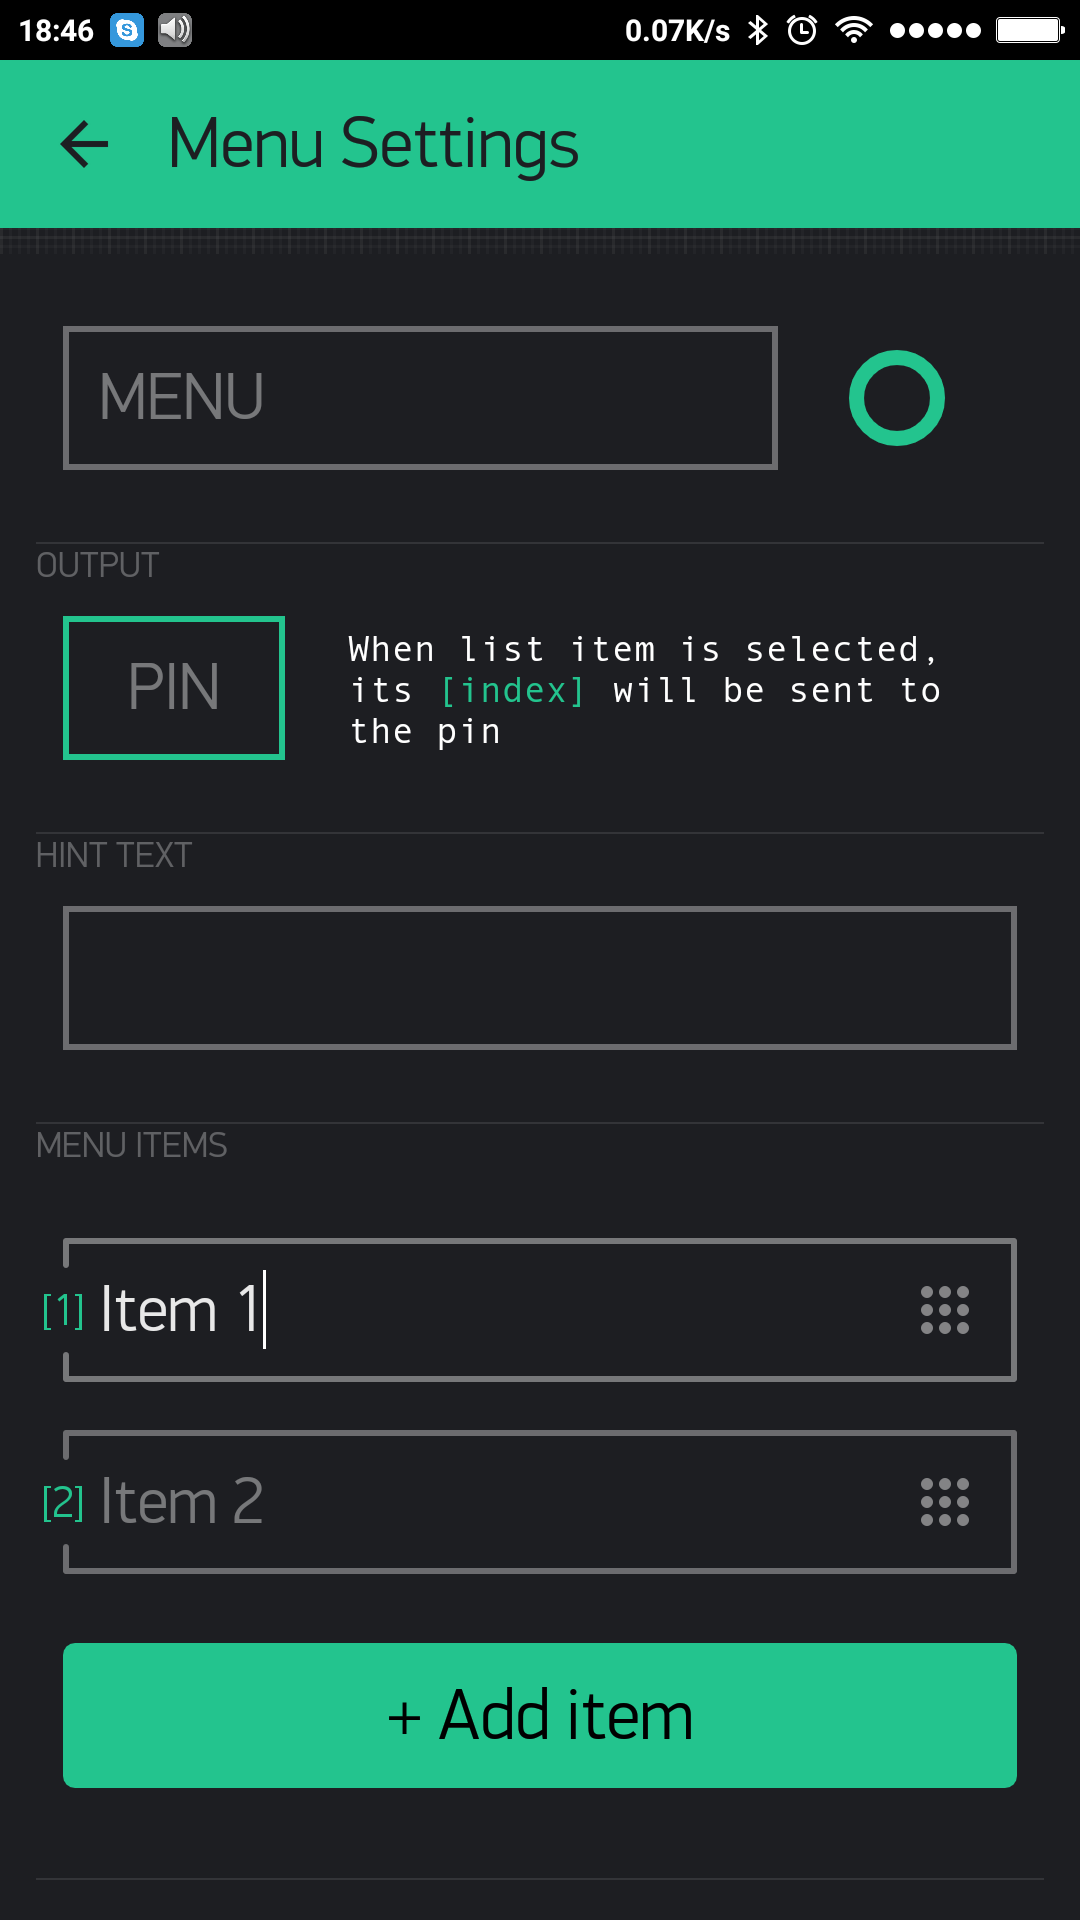 18:46
0.07K/s
Menu Settings
MENU
OUTPUT
PIN
When list item is selected,
its [index] will be sent to
the pin
HINT TEXT
MENU ITEMS
[1] Item 1
[2] Item 2
+ Add item